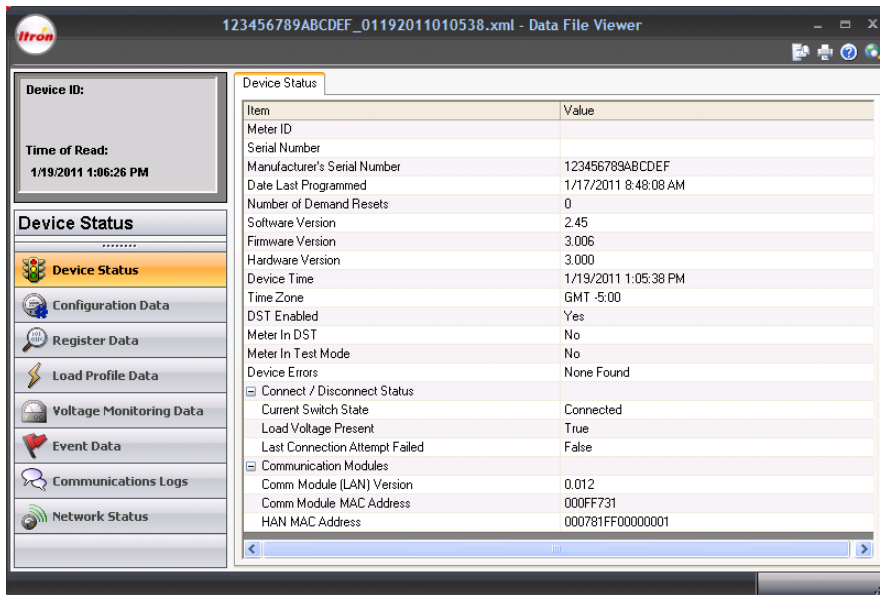 Itron
123456789ABCDEF_01192011010538.xml - Data File Viewer
Device ID:
Time of Read:
1/19/2011 1:06:26 PM
Device Status
Device Status
Configuration Data
Register Data
Load Profile Data
Voltage Monitoring Data
Event Data
Communications Logs
Network Status
Device Status
Item Value
Meter ID
Serial Number
Manufacturer's Serial Number 123456789ABCDEF
Date Last Programmed 1/17/2011 8:48:08 AM
Number of Demand Resets 0
Software Version 2.45
Firmware Version 3.006
Hardware Version 3.000
Device Time 1/19/2011 1:05:38 PM
Time Zone GMT -5:00
DST Enabled Yes
Meter In DST No
Meter In Test Mode No
Device Errors None Found
Connect / Disconnect Status
Current Switch State Connected
Load Voltage Present True
Last Connection Attempt Failed False
Communication Modules
Comm Module (LAN) Version 0.012
Comm Module MAC Address 000FF731
HAN MAC Address 000781FF00000001